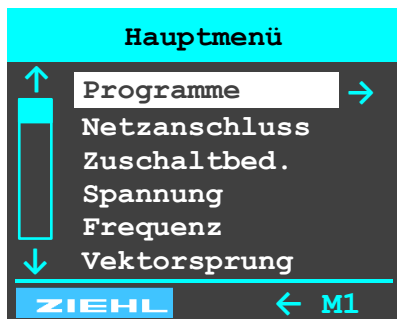 Hauptmenü
Programme
Netzanschluss
Zuschaltbed.
Spannung
Frequenz
Vektorsprung
ZIEHL ← M1